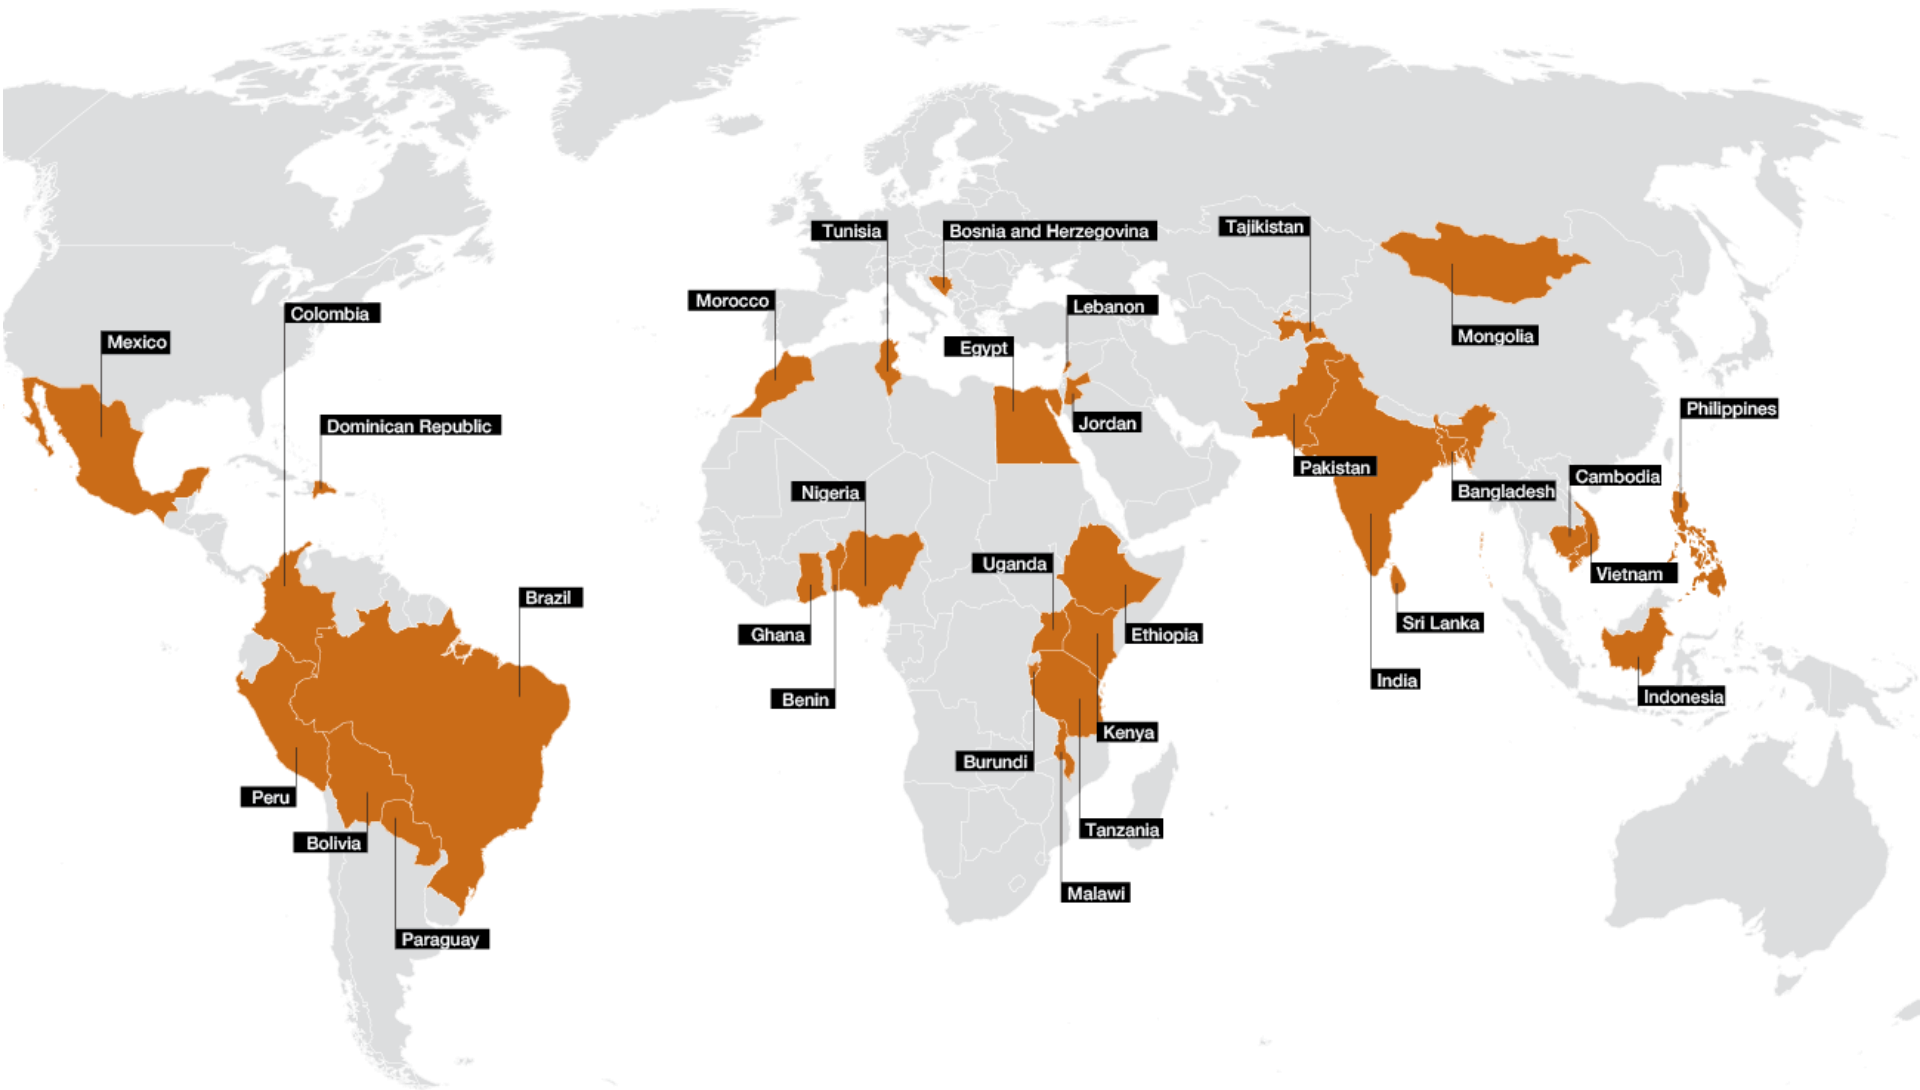 Tunisia
Bosnia and Herzegovina
Tajikistan
Morocco
Colombia
Lebanon
Mexico
Egypt
Mongolia
Philippines
Dominican Republic
Jordan
Pakistan
Cambodia
Nigeria
Bangladesh
Uganda
Vietnam
Brazil
Sri Lanka
Ghana
Ethiopia
India
Indonesia
Benin
Kenya
Burundi
Peru
Tanzania
Bolivia
Malawi
Paraguay